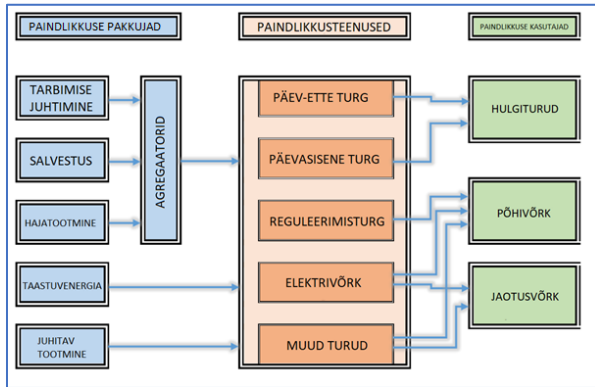 PAINDLIKKUSE PAKKUJAD
PAINDLIKKUSTEENUSED
PAINDLIKKUSE KASUTAJAD
TARBIMISE
JUHTIMINE
SALVESTUS
HAJATOOTMINE
TAASTUVENERGIA
JUHITAV
TOOTMINE
AGREGAATORID
PÄEV-ETTE TURG
PÄEVASISENE TURG
REGULEERIMISTURG
ELEKTRIVÕRK
MUUD TURUD
HULGITURUD
PÕHIVÕRK
JAOTUSVÕRK